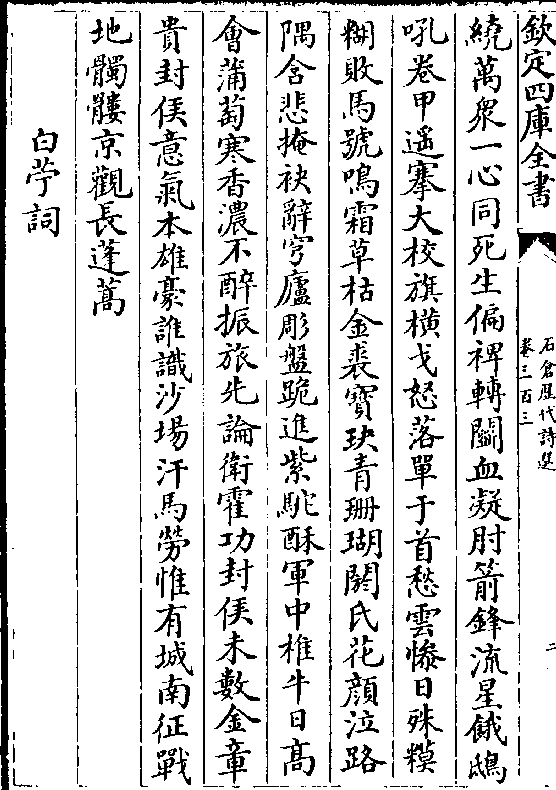 欽定四庫全書
石倉歷代詩選
卷三百三
二
繞萬衆一心同死生偏裨轉鬭血凝肘箭鋒流星餓鴟
吼卷甲遥搴大校旗橫戈怒落單于首愁雲慘日殊糢
糊敗馬號鳴霜草枯金裘寶玦青珊瑚閼氏花顔泣路
隅含悲掩袂辭穹廬彫盤跪進紫駝酥軍中椎牛日高
會蒲萄寒香濃不醉振旅先論衛霍功封侯未數金章
貴封侯意氣本雄豪誰識沙場汗馬勞惟有城南征戰
地髑髏京觀長蓬蒿
白苧詞